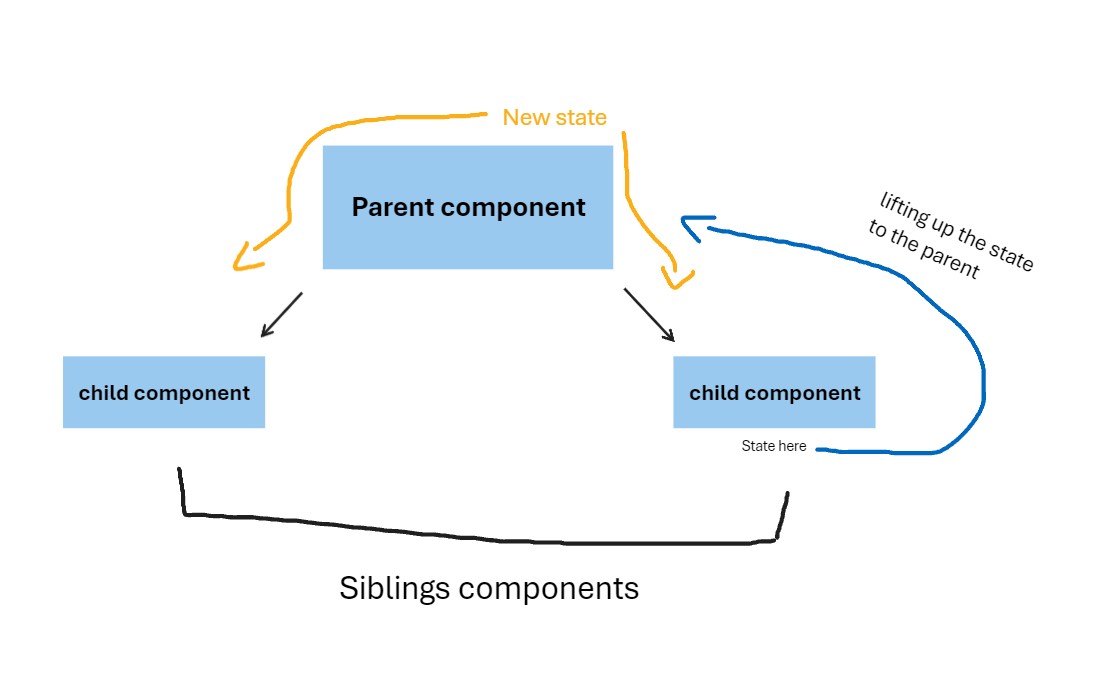 New state
Parent component
lifting up the state
to the parent
child component
child component
State here
Siblings components